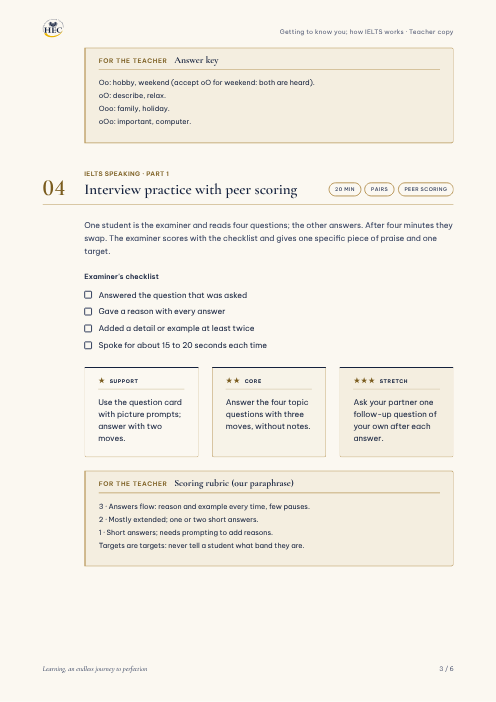 HEC
Getting to know you; how IELTS works · Teacher copy
FOR THE TEACHER Answer key
Oo: hobby, weekend (accept oO for weekend: both are heard).
oO: describe, relax.
Ooo: family, holiday.
oOo: important, computer.
IELTS SPEAKING · PART 1
04 Interview practice with peer scoring 20 MIN PAIRS PEER SCORING
One student is the examiner and reads four questions; the other answers. After four minutes they
swap. The examiner scores with the checklist and gives one specific piece of praise and one
target.
Examiner's checklist
Answered the question that was asked
Gave a reason with every answer
Added a detail or example at least twice
Spoke for about 15 to 20 seconds each time
★ SUPPORT
Use the question card
with picture prompts;
answer with two
moves.
★★ CORE
Answer the four topic
questions with three
moves, without notes.
★★★ STRETCH
Ask your partner one
follow-up question of
your own after each
answer.
FOR THE TEACHER Scoring rubric (our paraphrase)
3 · Answers flow: reason and example every time, few pauses.
2 · Mostly extended; one or two short answers.
1 · Short answers; needs prompting to add reasons.
Targets are targets: never tell a student what band they are.
Learning, an endless journey to perfection 3 / 6